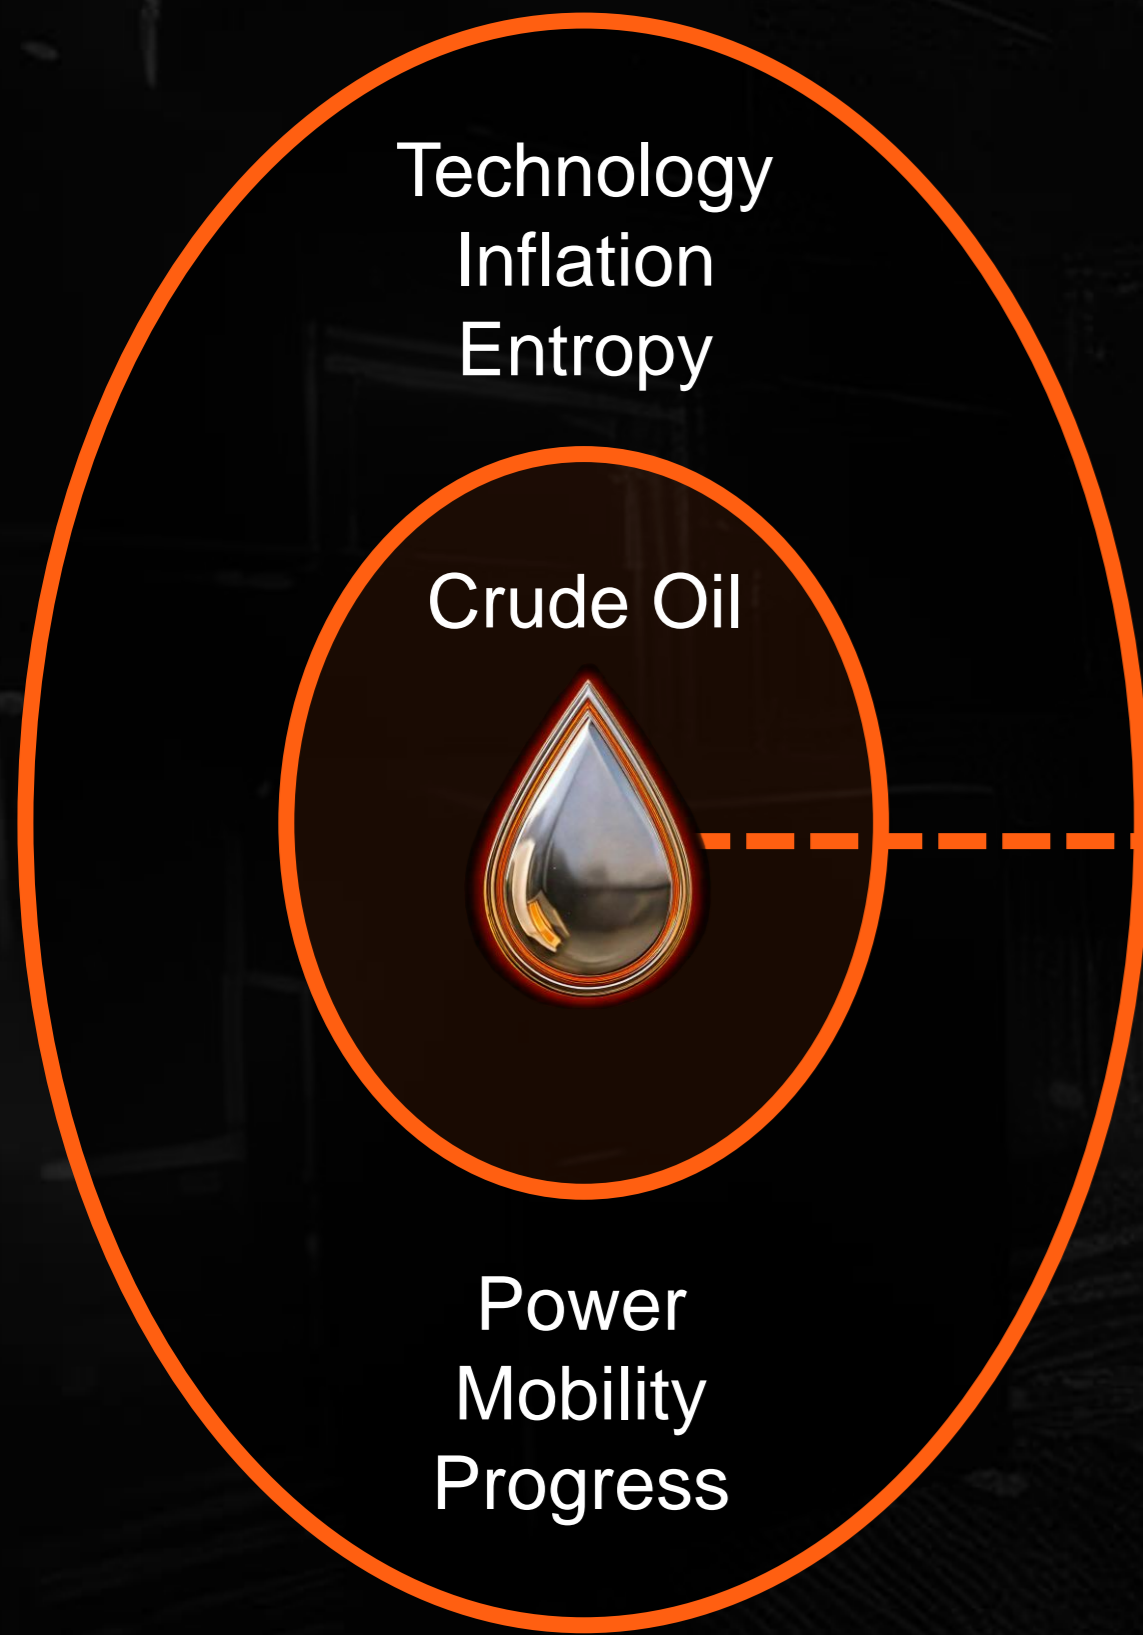 Technology
Inflation
Entropy
Crude Oil
Power
Mobility
Progress